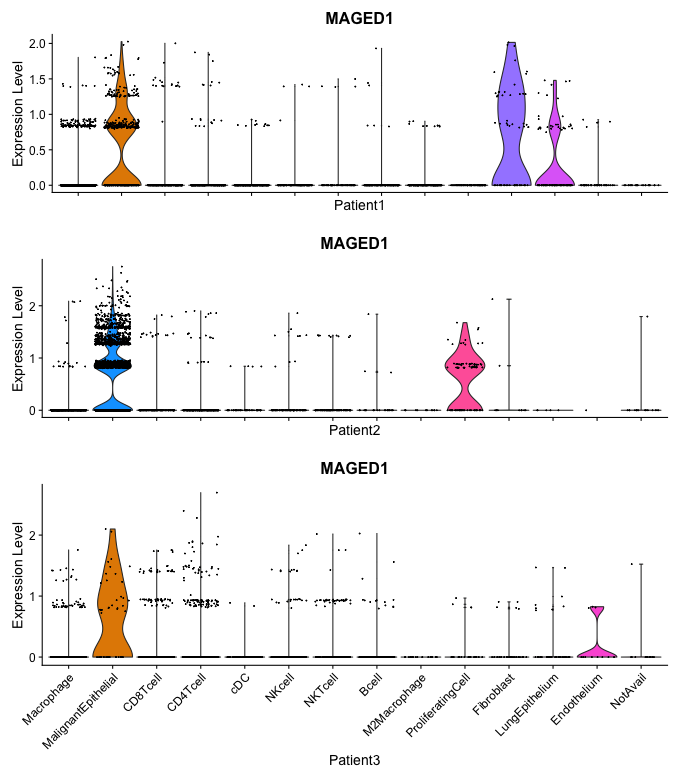 MAGED1
Expression Level
2.0
1.5
1.0
0.5
0.0
Patient1
MAGED1
Expression Level
2
1
0
Patient2
MAGED1
Expression Level
2
1
0
Macrophage
MalignantEpithelial
CD8Tcell
CD4Tcell
cDC
NKcell
NKTcell
Bcell
M2Macrophage
ProliferatingCell
Fibroblast
LungEpithelium
Endothelium
NotAvail
Patient3